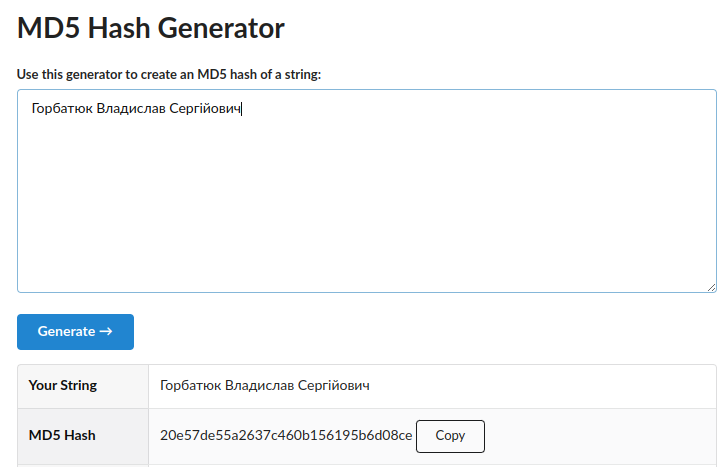 MD5 Hash Generator
Use this generator to create an MD5 hash of a string:
Горбатюк Владислав Сергійович
Generate →
Your String Горбатюк Владислав Сергійович
MD5 Hash 20e57de55a2637c460b156195b6d08ce Copy